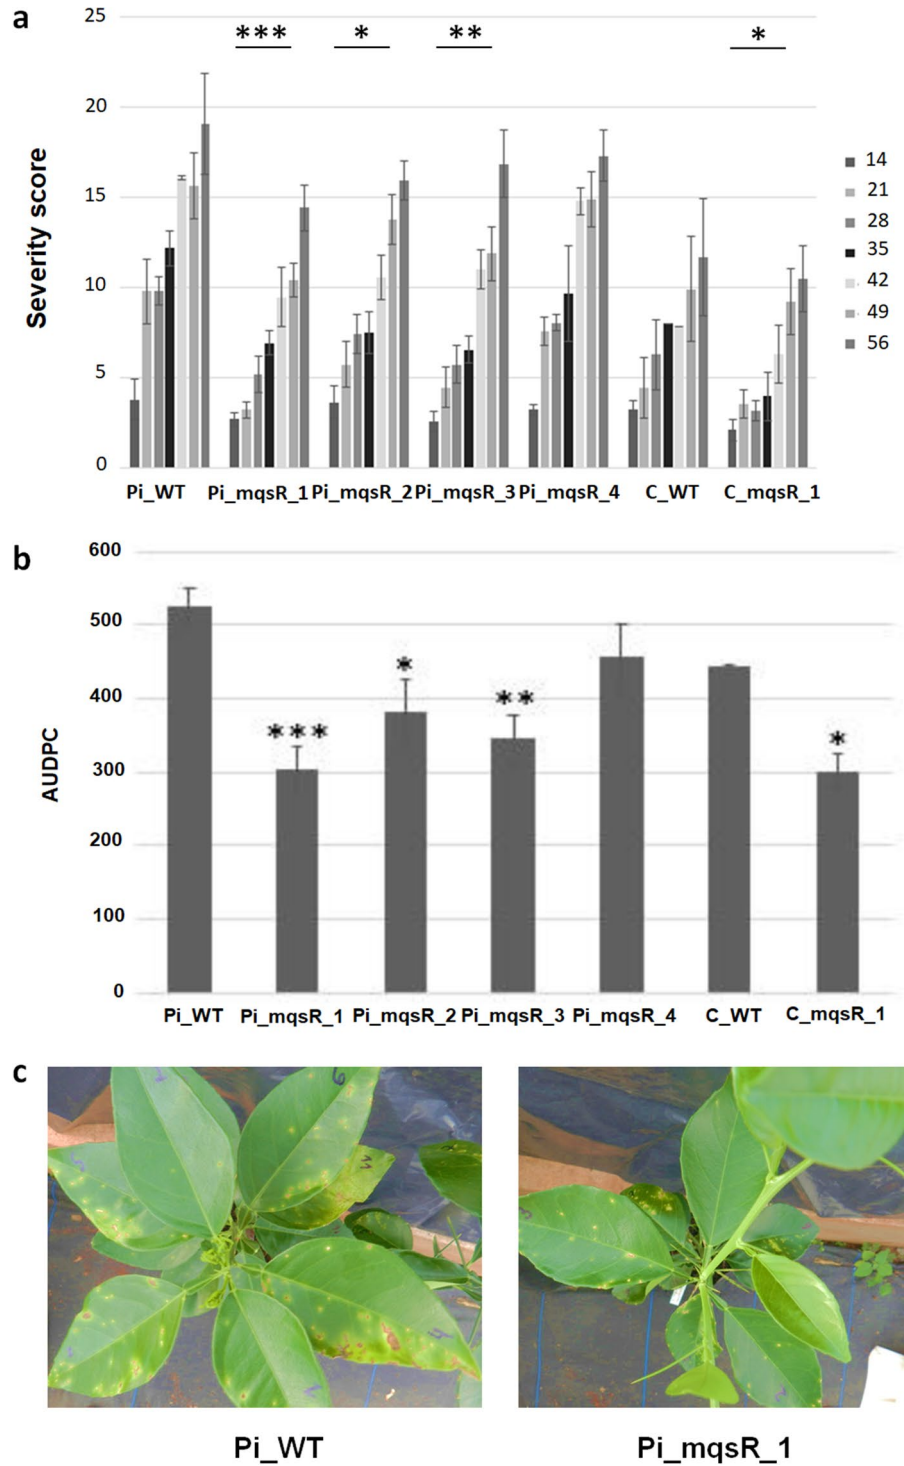 a
25
*** * ** *
20
15
10
5
0
Severity score
14
21
28
35
42
49
56
Pi_WT Pi_mqsR_1 Pi_mqsR_2 Pi_mqsR_3 Pi_mqsR_4 C_WT C_mqsR_1
b
600
500
400
300
200
100
0
AUDPC
*** * ** *
Pi_WT Pi_mqsR_1 Pi_mqsR_2 Pi_mqsR_3 Pi_mqsR_4 C_WT C_mqsR_1
c
Pi_WT Pi_mqsR_1